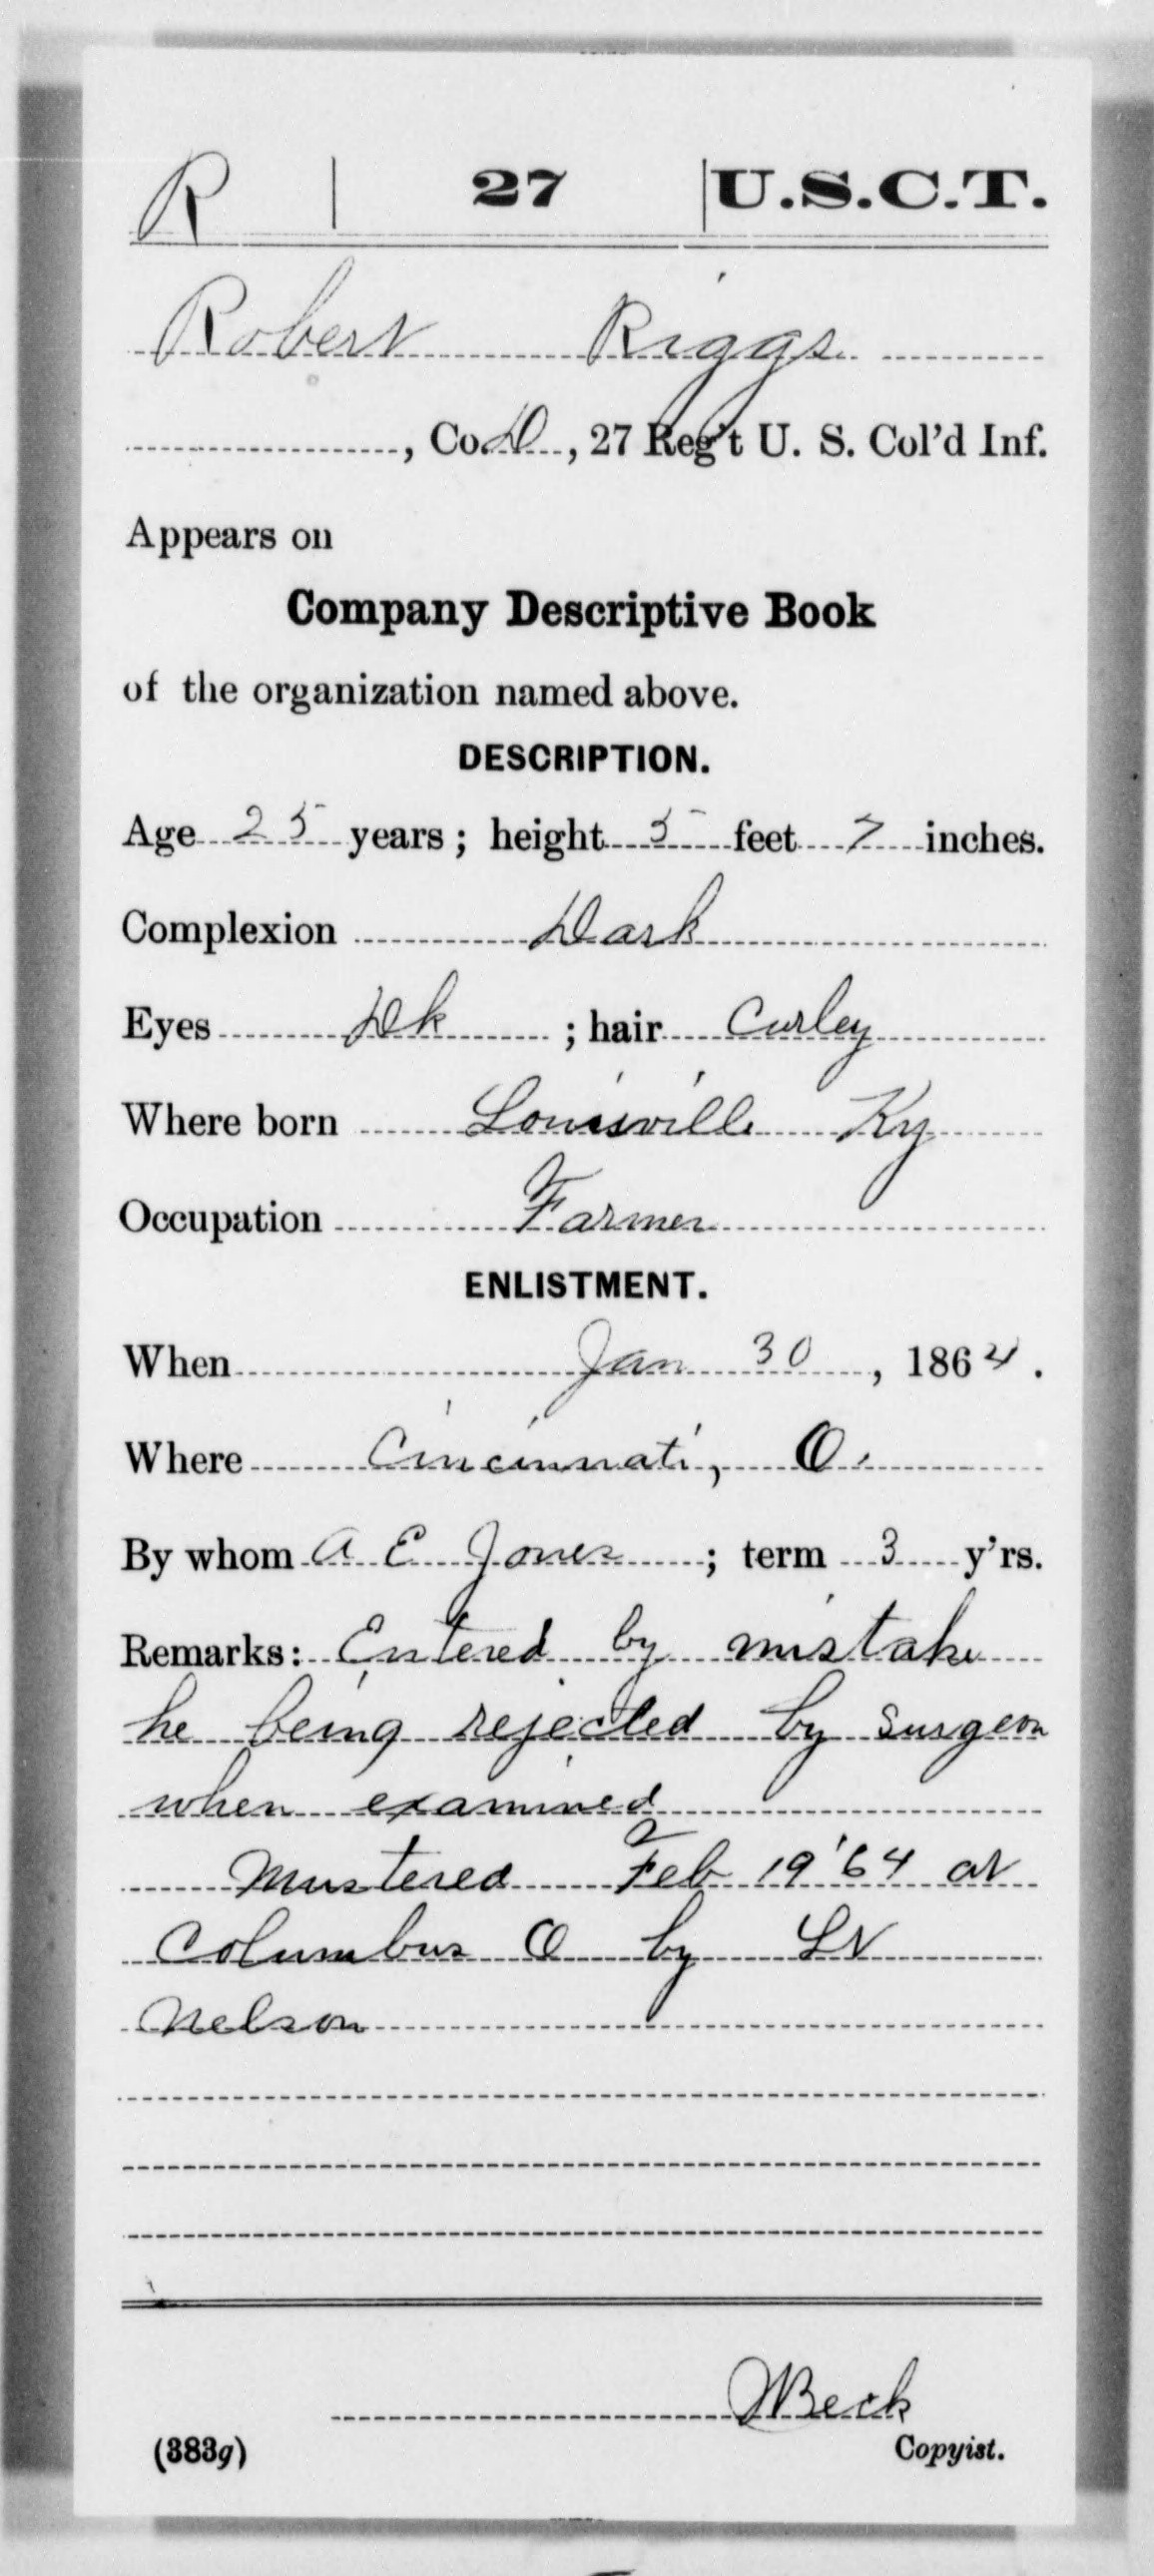 R | 27 | U.S.C.T.
Robert Riggs
, Co. D, 27 Reg't U. S. Col'd Inf.
Appears on
Company Descriptive Book
of the organization named above.
DESCRIPTION.
Age 25 years; height 5 feet 7 inches.
Complexion Dark
Eyes Dk ; hair Curley
Where born Louisville Ky
Occupation Farmer
ENLISTMENT.
When Jan 30, 1864.
Where Cincinnati, O.
By whom A E Jones ; term 3 y'rs.
Remarks: Entered by mistake
he being rejected by Surgeon
when examined
Mustered Feb 19 '64 at
Columbus O by Lt
Nelson
Beck
(383g) Copyist.